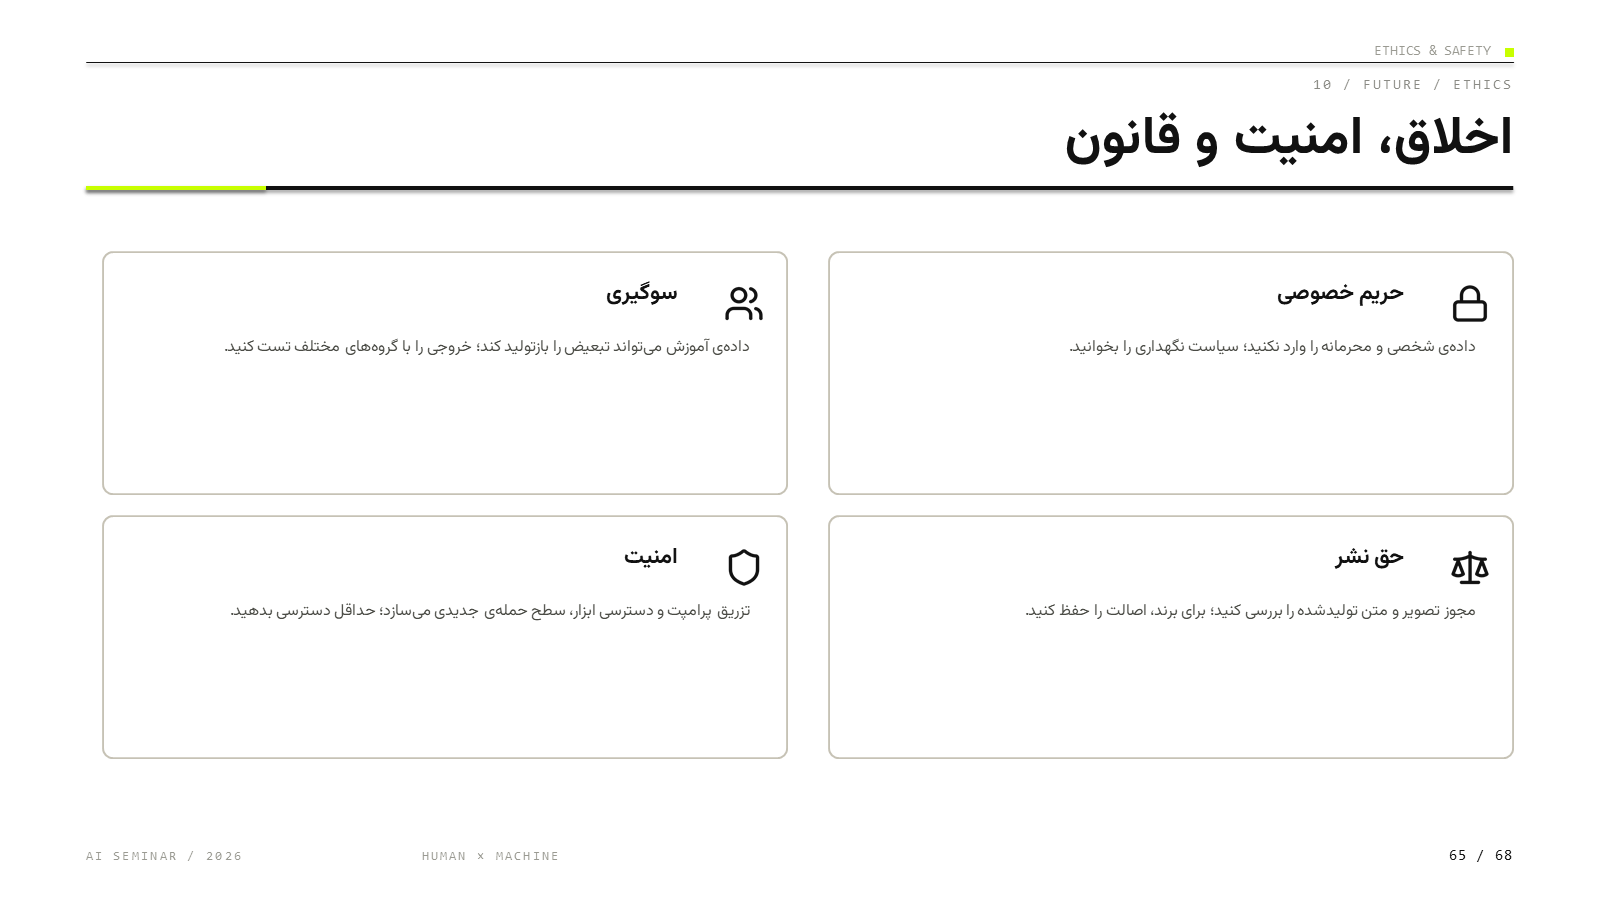 ETHICS & SAFETY
10 / FUTURE / ETHICS
اخلاق، امنیت و قانون
حریم خصوصی
داده‌ی شخصی و محرمانه را وارد نکنید؛ سیاست نگهداری را بخوانید.
سوگیری
داده‌ی آموزش می‌تواند تبعیض را بازتولید کند؛ خروجی را با گروه‌های مختلف تست کنید.
حق نشر
مجوز تصویر و متن تولیدشده را بررسی کنید؛ برای برند، اصالت را حفظ کنید.
امنیت
تزریق پرامپت و دسترسی ابزار، سطح حمله‌ی جدیدی می‌سازد؛ حداقل دسترسی بدهید.
AI SEMINAR / 2026
HUMAN × MACHINE
65 / 68